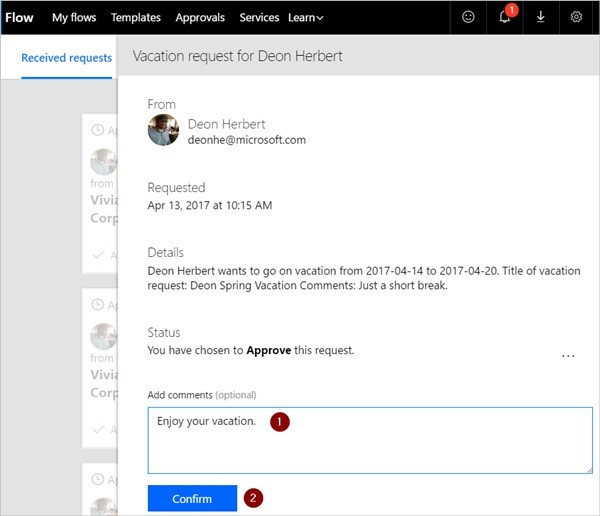 Flow My flows Templates Approvals Services Learn
1
Received requests
Vacation request for Deon Herbert
From
Deon Herbert
deonhe@microsoft.com
Requested
Apr 13, 2017 at 10:15 AM
Details
Deon Herbert wants to go on vacation from 2017-04-14 to 2017-04-20. Title of vacation
request: Deon Spring Vacation Comments: Just a short break.
Status
You have chosen to Approve this request.
...
Add comments (optional)
Enjoy your vacation. 1
Confirm 2
Ap
from
Vivia
Corp
A
Ap
from
Vivia
Corp
A
Ap